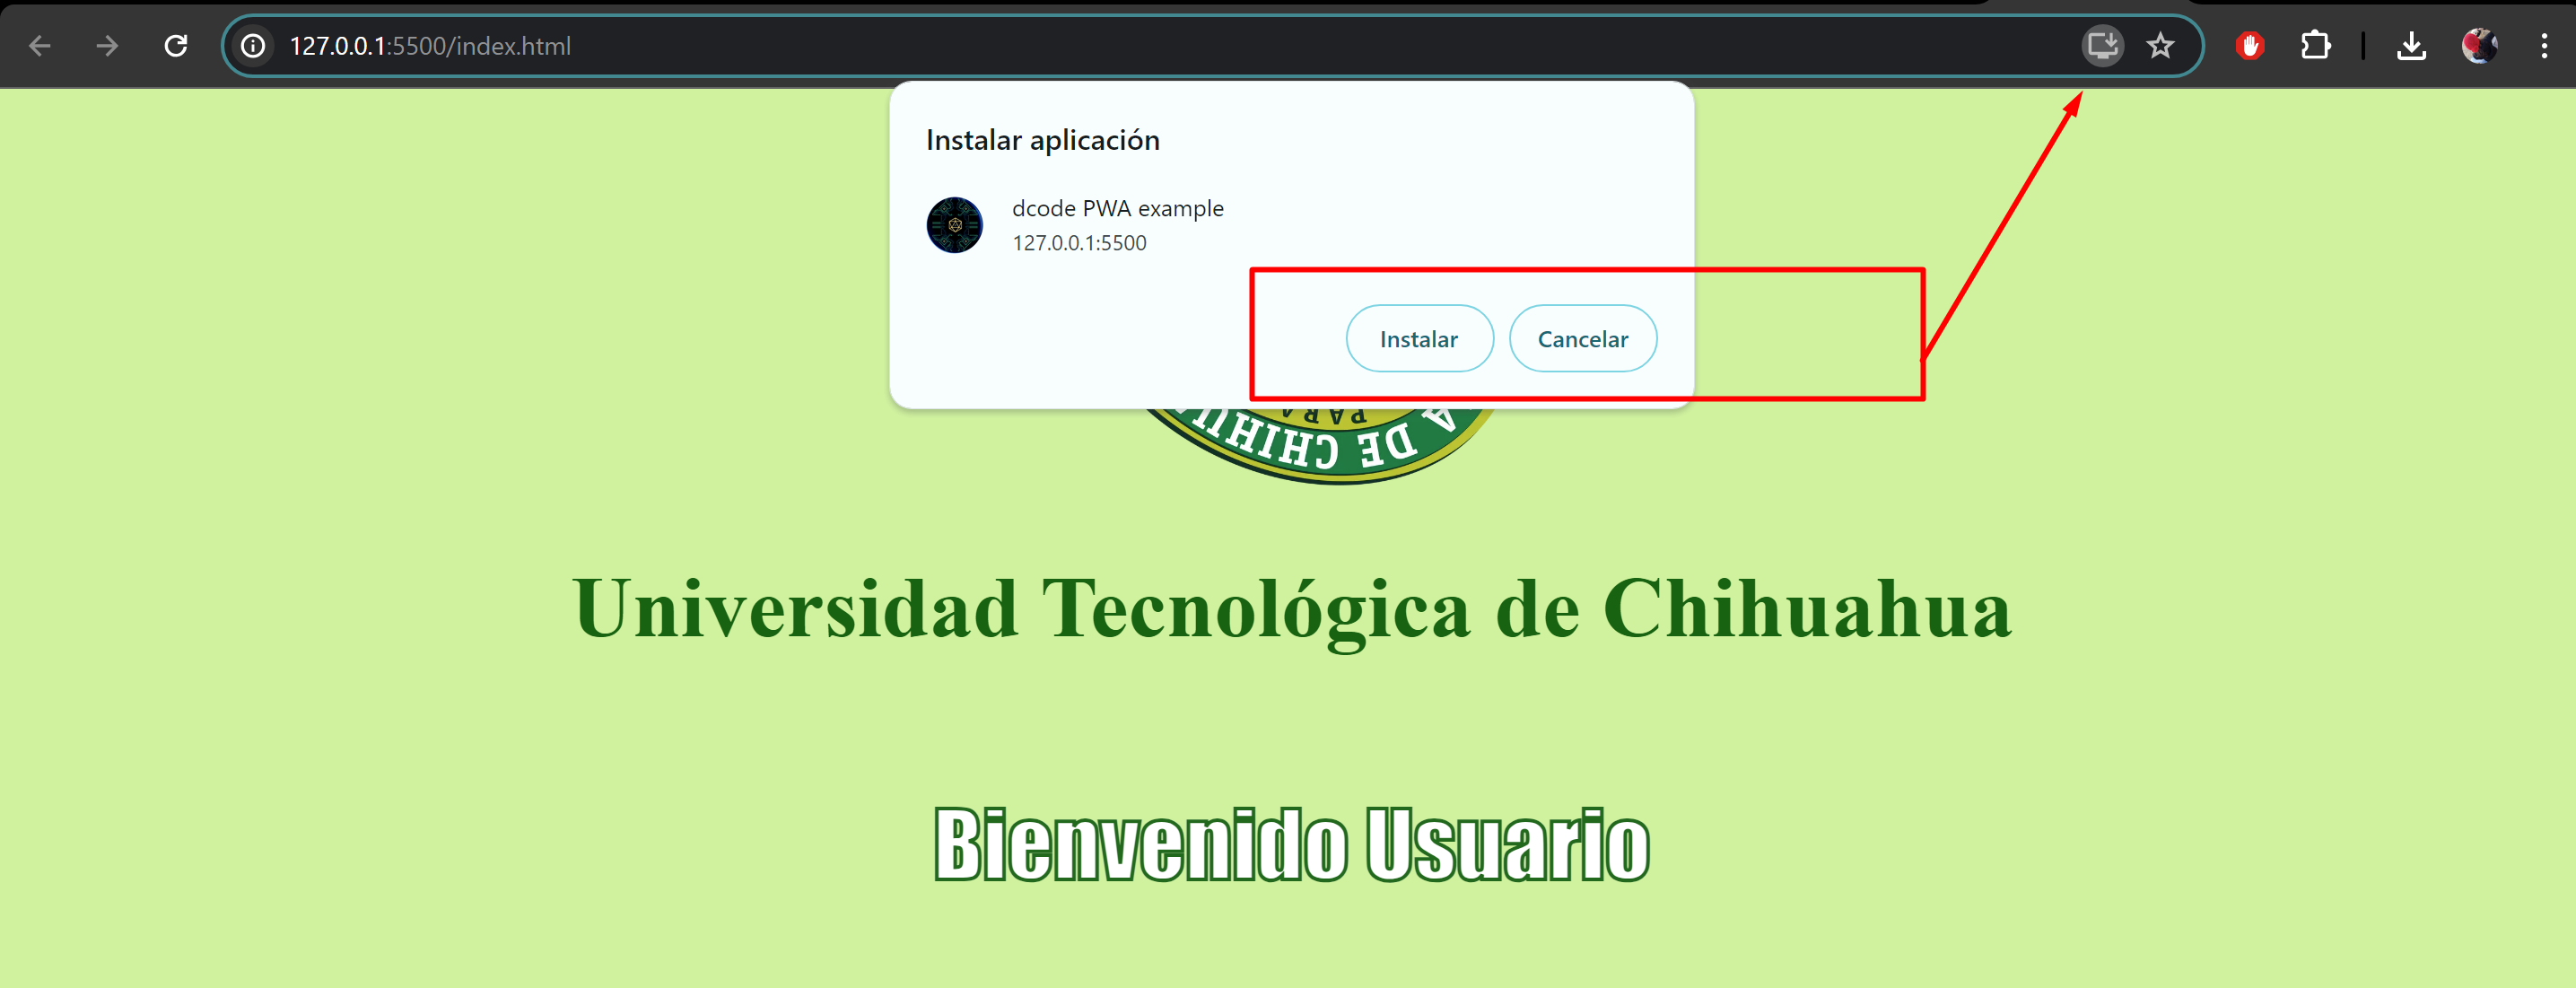 127.0.0.1:5500/index.html
Instalar aplicación
dcode PWA example
127.0.0.1:5500
Instalar
Cancelar
PARA
A DE CHIHU
Universidad Tecnológica de Chihuahua
Bienvenido Usuario